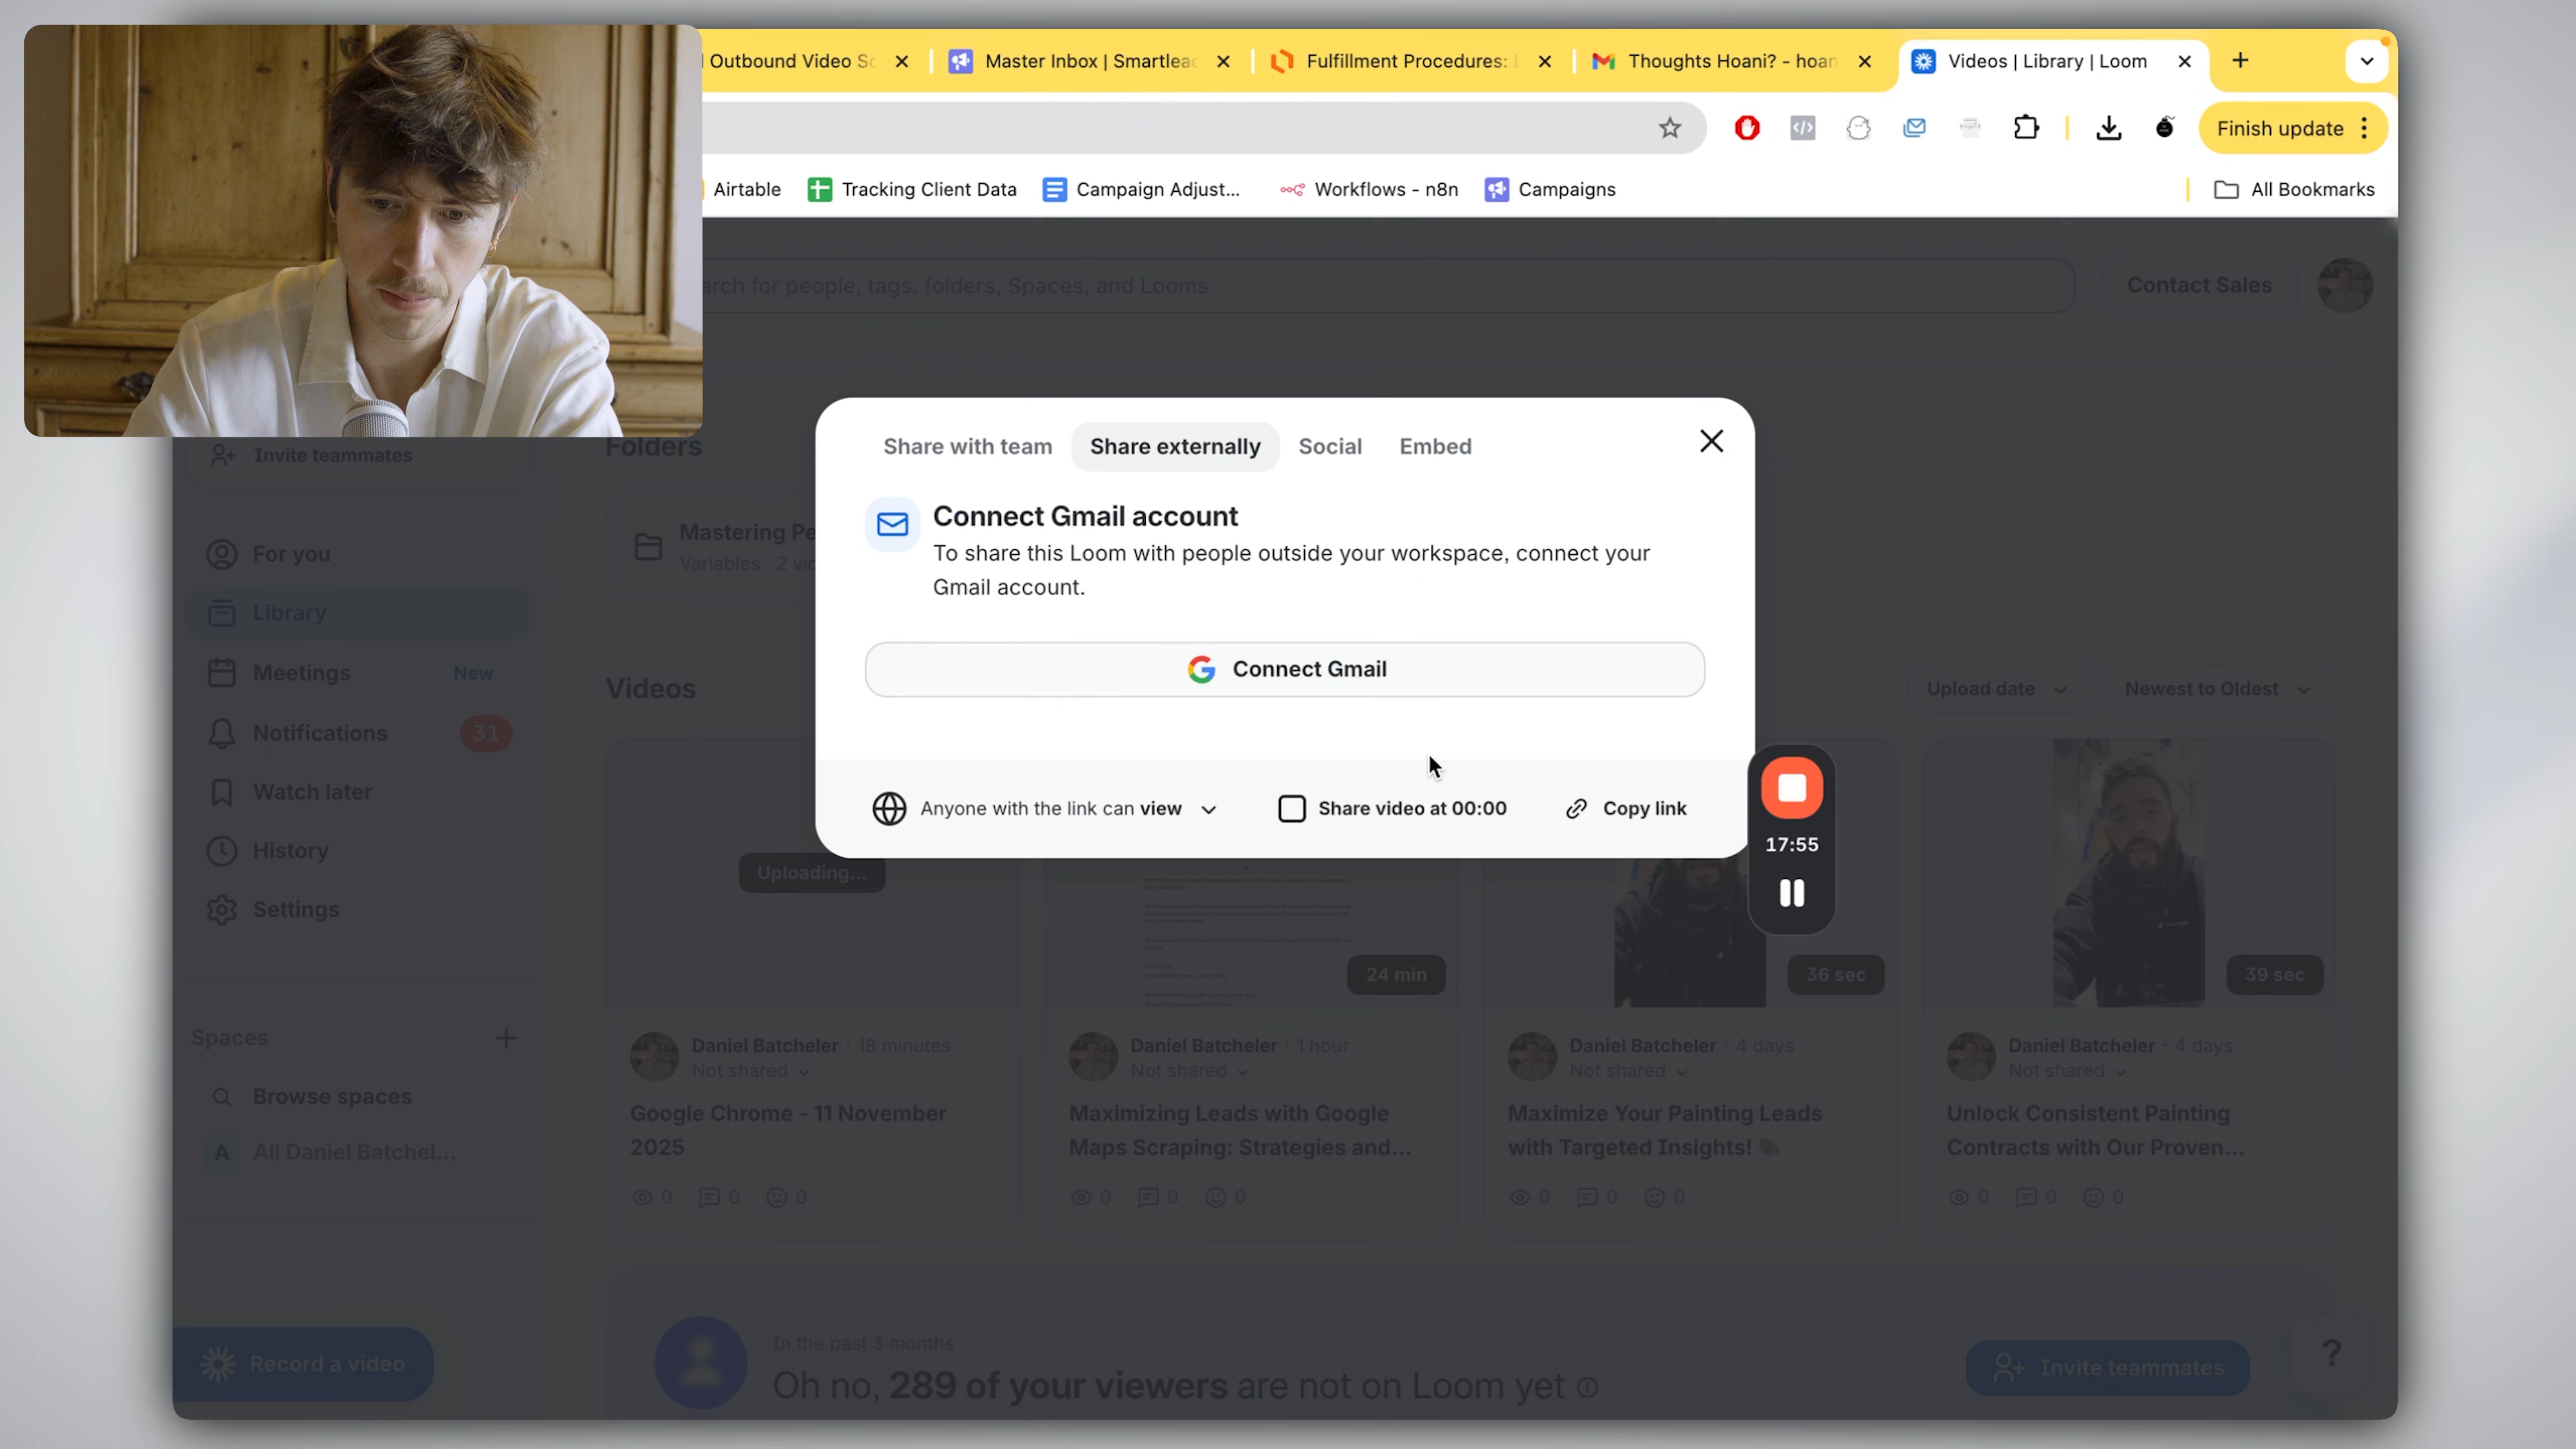 Outbound Video Sc
Master Inbox | Smartlea
Fulfillment Procedures:
Thoughts Hoani? - hoan
Videos | Library | Loom
Finish update
Airtable
Tracking Client Data
Campaign Adjust...
Workflows - n8n
Campaigns
All Bookmarks
arch for people, tags, folders, Spaces, and Looms
Contact Sales
Invite teammates
For you
Library
Meetings
New
Notifications
31
Watch later
History
Settings
Spaces
Browse spaces
A
All Daniel Batchel...
Record a video
Folders
Mastering Pe
Variables · 2 vid
Videos
Upload date
Newest to Oldest
Share with team
Share externally
Social
Embed
Connect Gmail account
To share this Loom with people outside your workspace, connect your
Gmail account.
Connect Gmail
Anyone with the link can view
Share video at 00:00
Copy link
17:55
Uploading...
24 min
36 sec
39 sec
Daniel Batcheler · 18 minutes
Not shared
Google Chrome - 11 November
2025
0 0 0
Daniel Batcheler · 1 hour
Not shared
Maximizing Leads with Google
Maps Scraping: Strategies and...
0 0 0
Daniel Batcheler · 4 days
Not shared
Maximize Your Painting Leads
with Targeted Insights!
0 0 0
Daniel Batcheler · 4 days
Not shared
Unlock Consistent Painting
Contracts with Our Proven...
0 0 0
In the past 3 months
Oh no, 289 of your viewers are not on Loom yet
Invite teammates
?